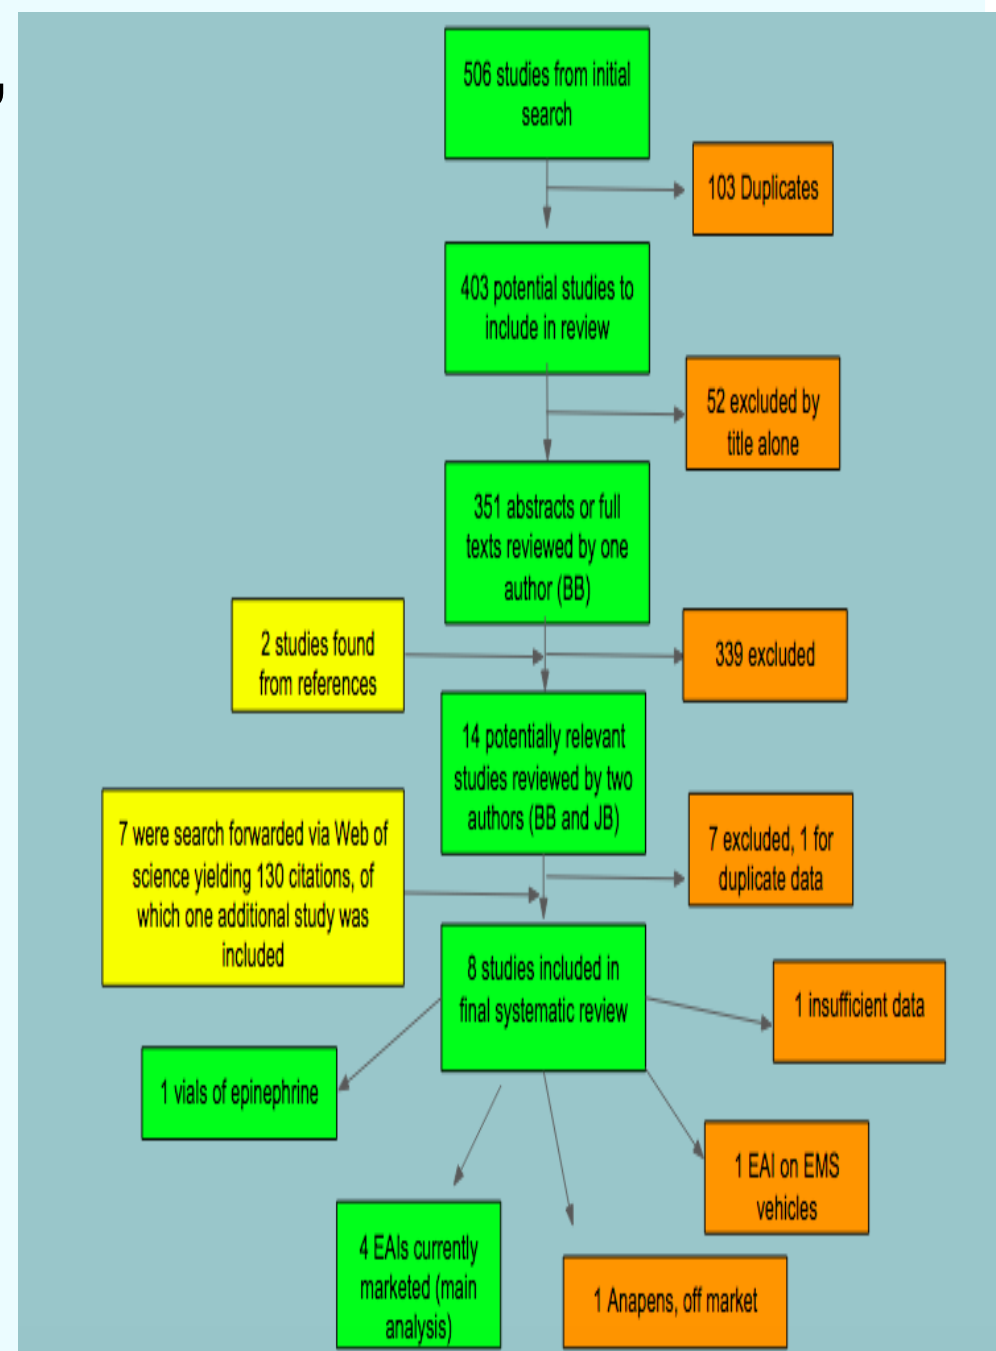 506 studies from initial
search
103 Duplicates
403 potential studies to
include in review
52 excluded by
title alone
351 abstracts or full
texts reviewed by one
author (BB)
2 studies found
from references
339 excluded
14 potentially relevant
studies reviewed by two
authors (BB and JB)
7 were search forwarded via Web of
science yielding 130 citations, of
which one additional study was
included
7 excluded, 1 for
duplicate data
8 studies included in
final systematic review
1 insufficient data
1 vials of epinephrine
1 EAI on EMS
vehicles
4 EAIs currently
marketed (main
analysis)
1 Anapens, off market